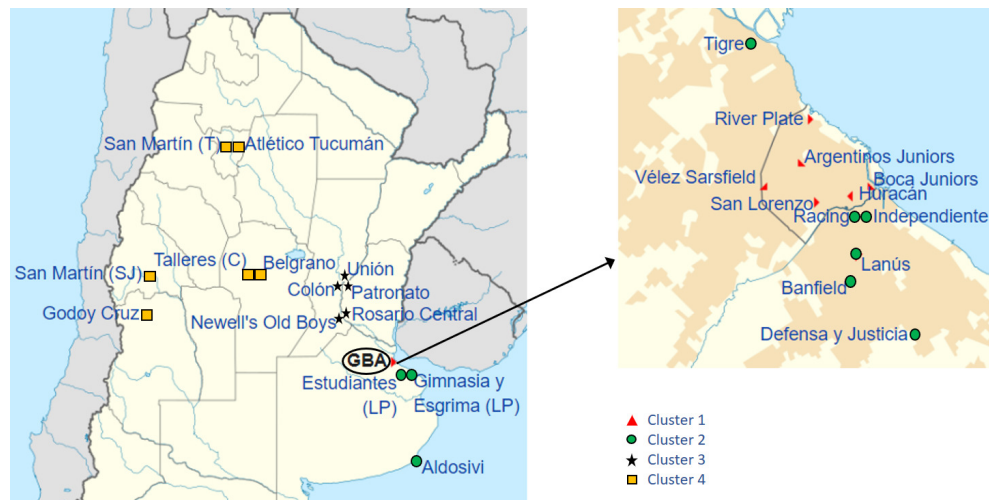 San Martín (T)
Atlético Tucumán
San Martín (SJ)
Talleres (C)
Belgrano
Unión
Colón
Patronato
Godoy Cruz
Newell's Old Boys
Rosario Central
GBA
Estudiantes
(LP)
Gimnasia y
Esgrima (LP)
Aldosivi
Tigre
River Plate
Argentinos Juniors
Vélez Sarsfield
Boca Juniors
Huracán
San Lorenzo
Racing
Independiente
Lanús
Banfield
Defensa y Justicia
Cluster 1
Cluster 2
Cluster 3
Cluster 4